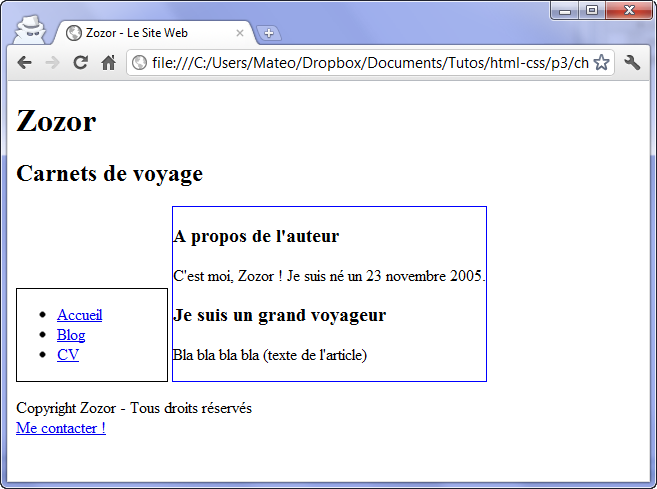 Zozor - Le Site Web
file:///C:/Users/Mateo/Dropbox/Documents/Tutos/html-css/p3/ch
Zozor
Carnets de voyage
Accueil
Blog
CV
A propos de l'auteur
C'est moi, Zozor ! Je suis né un 23 novembre 2005.
Je suis un grand voyageur
Bla bla bla bla (texte de l'article)
Copyright Zozor - Tous droits réservés
Me contacter !